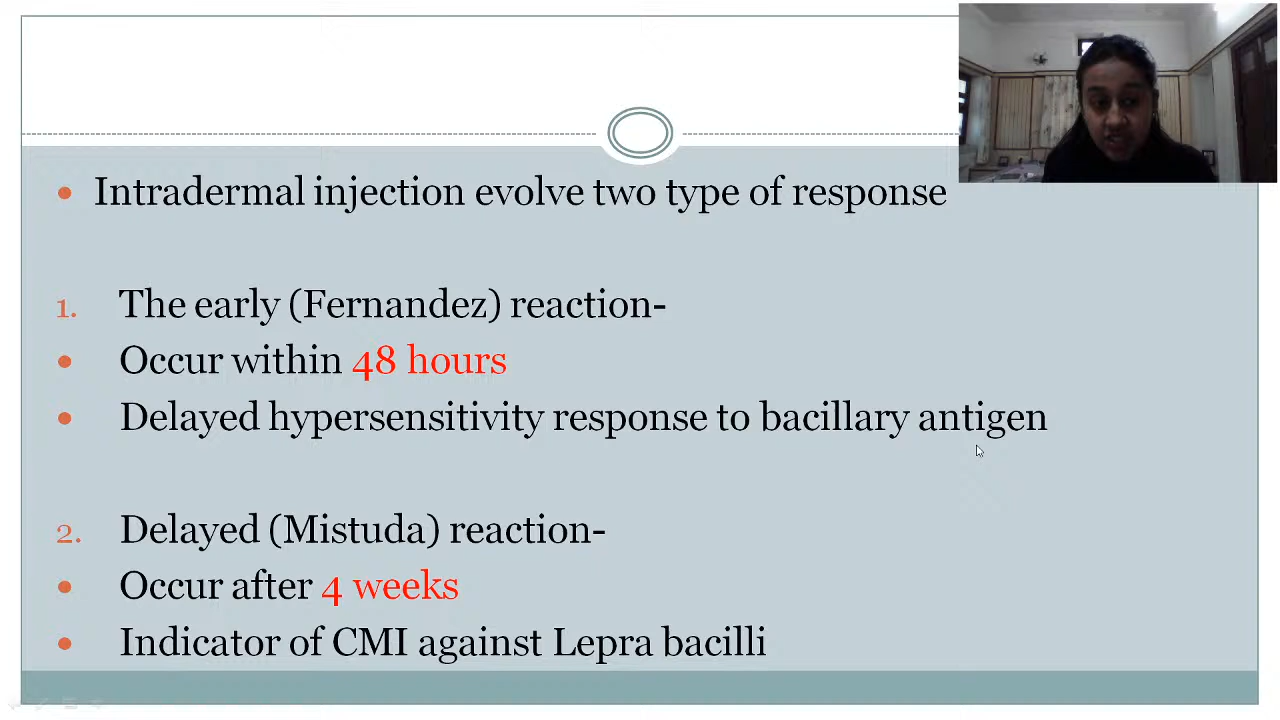 Intradermal injection evolve two type of response
1. The early (Fernandez) reaction-
Occur within 48 hours
Delayed hypersensitivity response to bacillary antigen
2. Delayed (Mistuda) reaction-
Occur after 4 weeks
Indicator of CMI against Lepra bacilli